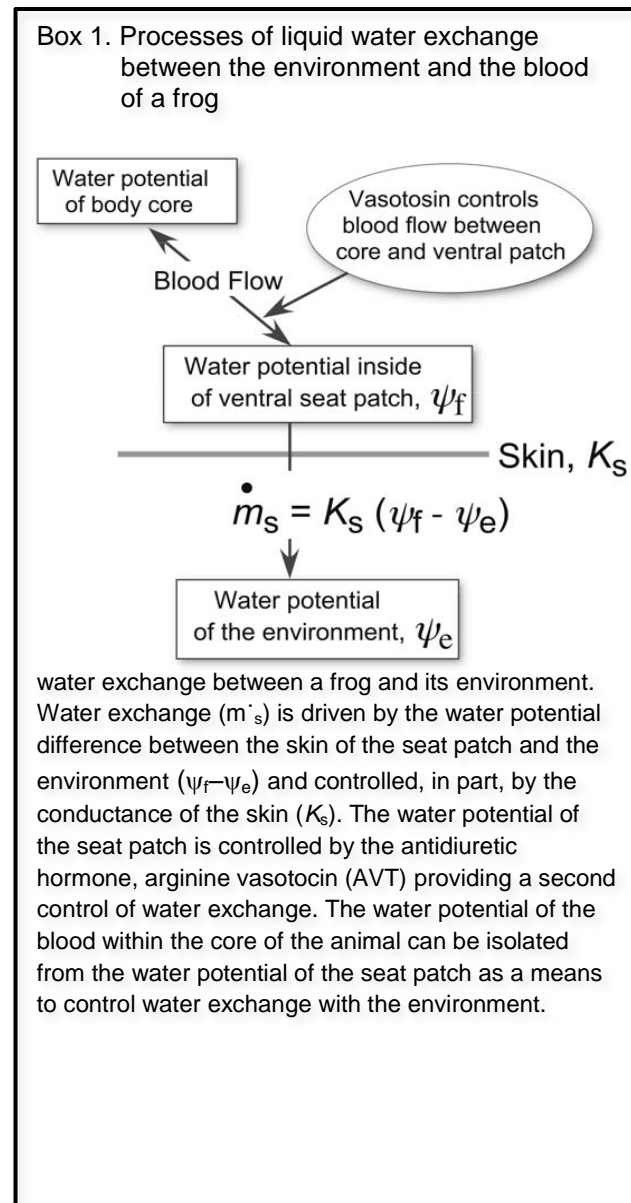 Box 1. Processes of liquid water exchange
between the environment and the blood
of a frog
Water potential
of body core
Vasotosin controls
blood flow between
core and ventral patch
Blood Flow
Water potential inside
of ventral seat patch, ψf
Skin, Ks
ṁs = Ks (ψf - ψe)
Water potential
of the environment, ψe
water exchange between a frog and its environment.
Water exchange (m˙s) is driven by the water potential
difference between the skin of the seat patch and the
environment (ψf–ψe) and controlled, in part, by the
conductance of the skin (Ks). The water potential of
the seat patch is controlled by the antidiuretic
hormone, arginine vasotocin (AVT) providing a second
control of water exchange. The water potential of the
blood within the core of the animal can be isolated
from the water potential of the seat patch as a means
to control water exchange with the environment.